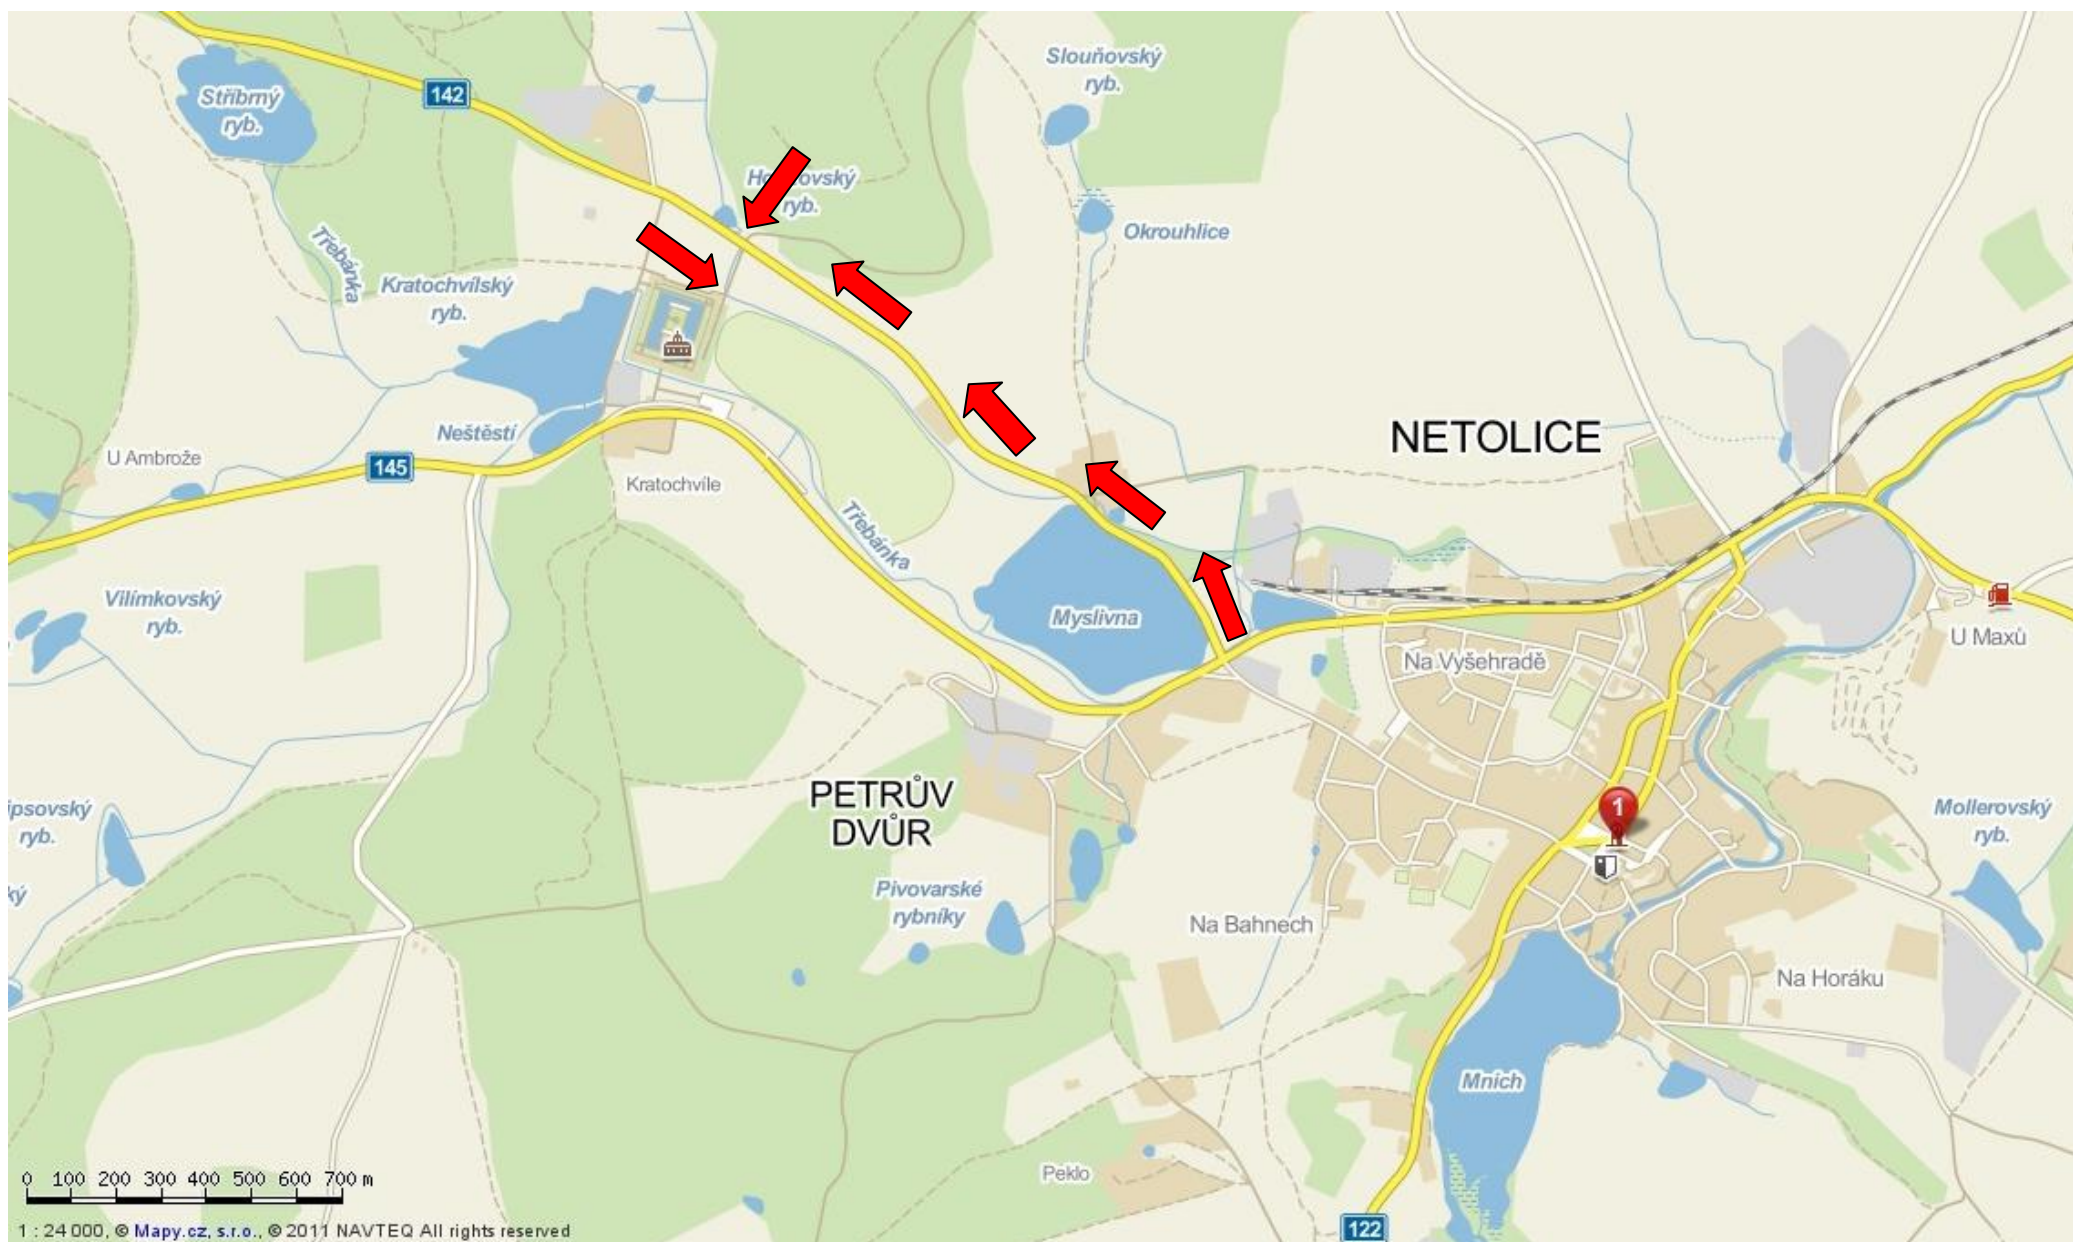 Slouňovský
ryb.
Stříbrný
ryb.
142
ryb.
Okrouhlice
Třebánka
Kratochvílský
ryb.
NETOLICE
Neštěstí
U Ambrože
145
Kratochvíle
Třebánka
Vilímkovský
ryb.
Myslivna
Na Vyšehradě
U Maxů
PETRŮV
DVŮR
1
ryb.
Mollerovský
ryb.
Pivovarské
rybníky
Na Bahnech
Na Horáku
Mnich
Peklo
0 100 200 300 400 500 600 700 m
122
1 : 24 000, © Mapy.cz, s.r.o., © 2011 NAVTEQ All rights reserved